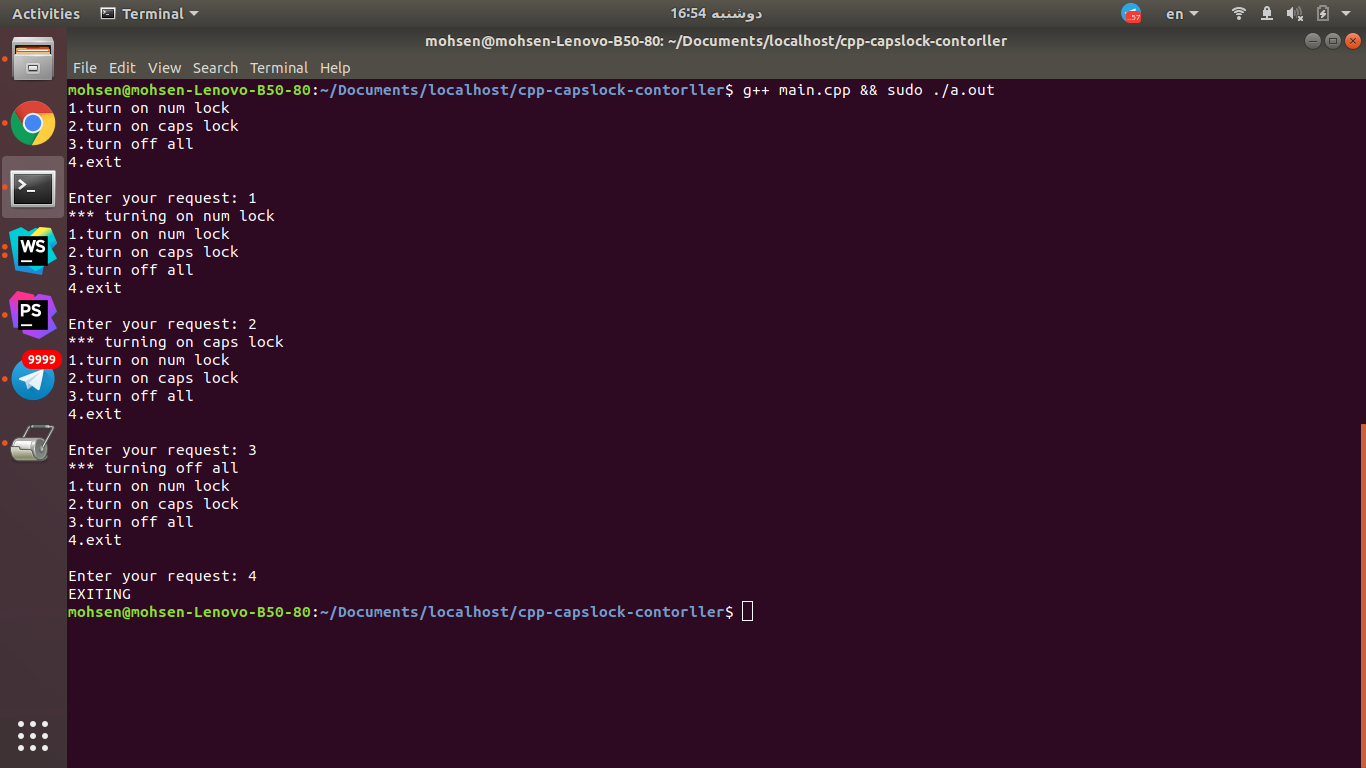 Activities Terminal دوشنبه 16:54 57 en
mohsen@mohsen-Lenovo-B50-80: ~/Documents/localhost/cpp-capslock-contorller
File Edit View Search Terminal Help
mohsen@mohsen-Lenovo-B50-80:~/Documents/localhost/cpp-capslock-contorller$ g++ main.cpp && sudo ./a.out
1.turn on num lock
2.turn on caps lock
3.turn off all
4.exit
Enter your request: 1
*** turning on num lock
1.turn on num lock
2.turn on caps lock
3.turn off all
4.exit
Enter your request: 2
*** turning on caps lock
1.turn on num lock
2.turn on caps lock
3.turn off all
4.exit
Enter your request: 3
*** turning off all
1.turn on num lock
2.turn on caps lock
3.turn off all
4.exit
Enter your request: 4
EXITING
mohsen@mohsen-Lenovo-B50-80:~/Documents/localhost/cpp-capslock-contorller$
WS
PS
9999